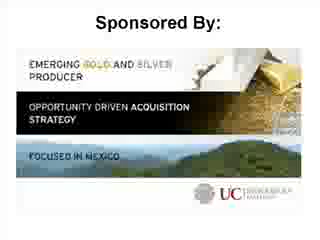 Sponsored By:
EMERGING GOLD AND SILVER
PRODUCER
OPPORTUNITY DRIVEN ACQUISITION
STRATEGY
FOCUSED IN MEXICO
UC